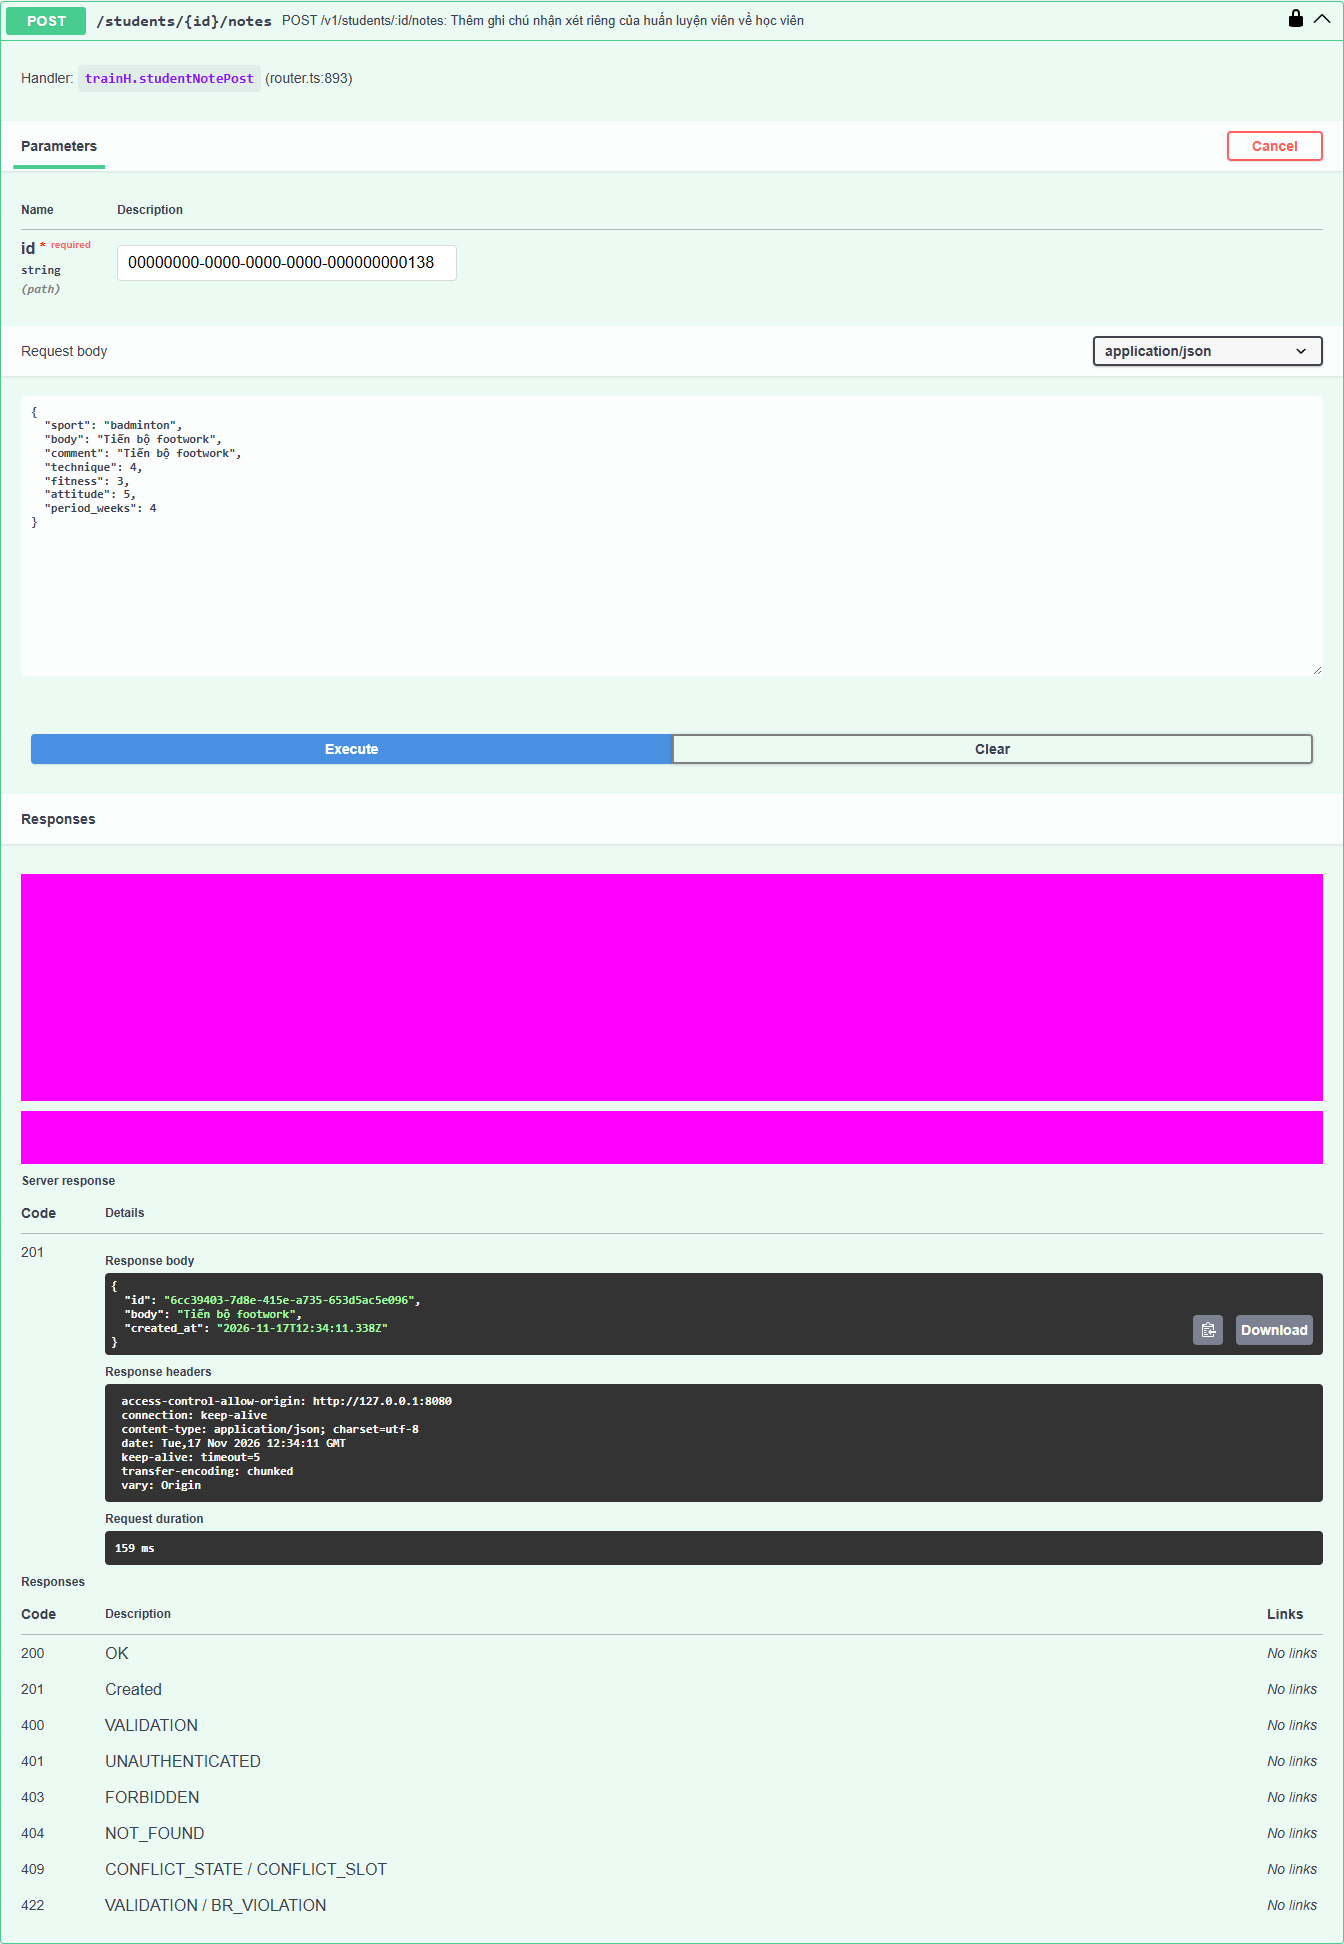 POST /students/{id}/notes POST /v1/students/:id/notes: Thêm ghi chú nhận xét riêng của huấn luyện viên về học viên
Handler: trainH.studentNotePost (router.ts:893)
Parameters
Cancel
Name Description
id * required
string
(path)
00000000-0000-0000-0000-000000000138
Request body
application/json
{
  "sport": "badminton",
  "body": "Tiến bộ footwork",
  "comment": "Tiến bộ footwork",
  "technique": 4,
  "fitness": 3,
  "attitude": 5,
  "period_weeks": 4
}
Execute
Clear
Responses
Server response
Code Details
201
Response body
{
  "id": "6cc39403-7d8e-415e-a735-653d5ac5e096",
  "body": "Tiến bộ footwork",
  "created_at": "2026-11-17T12:34:11.338Z"
}
Download
Response headers
access-control-allow-origin: http://127.0.0.1:8080
connection: keep-alive
content-type: application/json; charset=utf-8
date: Tue,17 Nov 2026 12:34:11 GMT
keep-alive: timeout=5
transfer-encoding: chunked
vary: Origin
Request duration
159 ms
Responses
Code Description Links
200 OK No links
201 Created No links
400 VALIDATION No links
401 UNAUTHENTICATED No links
403 FORBIDDEN No links
404 NOT_FOUND No links
409 CONFLICT_STATE / CONFLICT_SLOT No links
422 VALIDATION / BR_VIOLATION No links